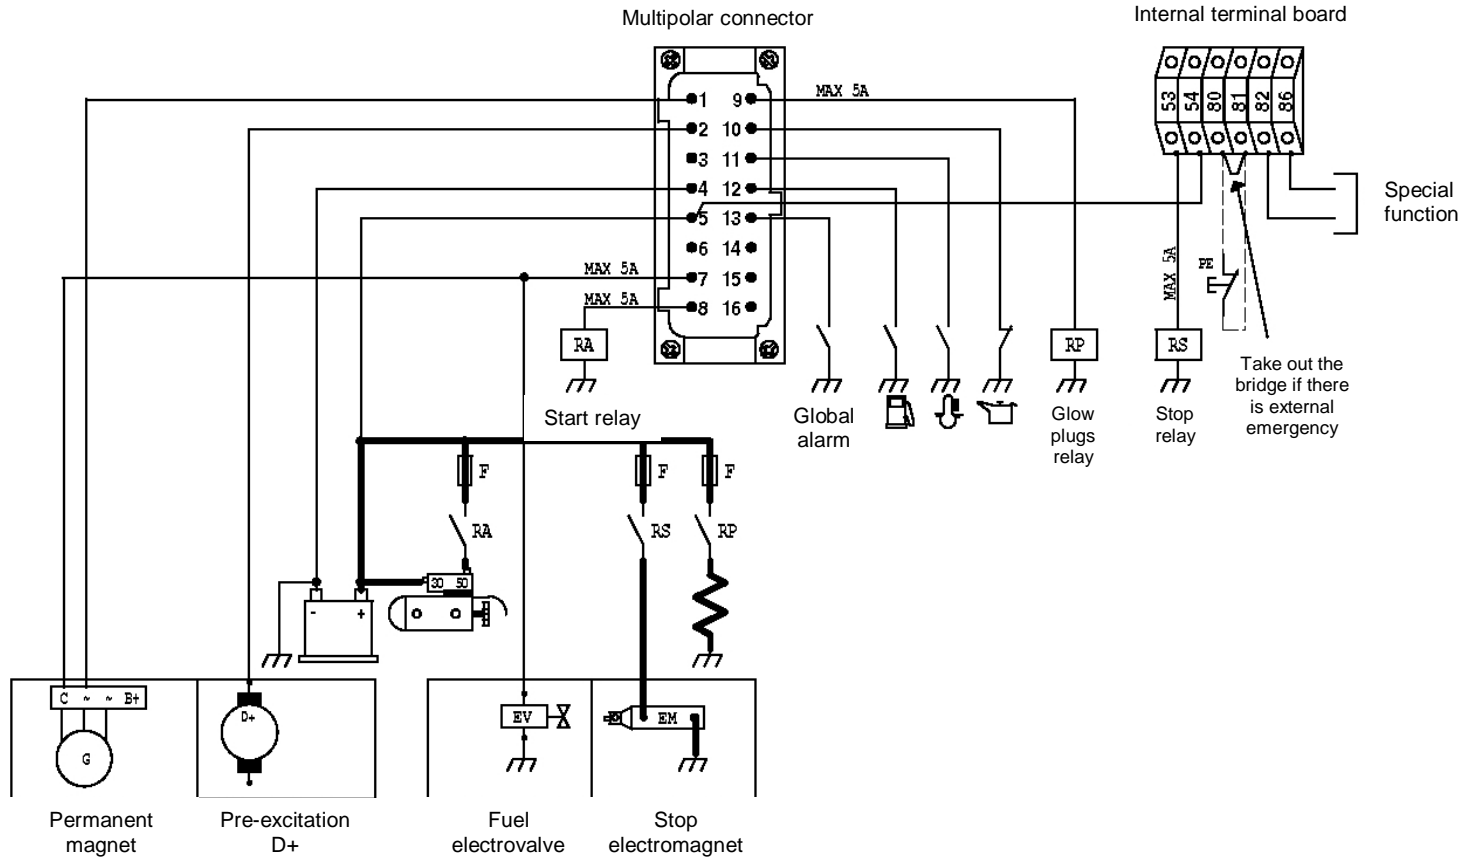 Multipolar connector
Internal terminal board
MAX 5A
1 9
2 10
3 11
4 12
5 13
6 14
7 15
8 16
53 54 80 81 82 86
Special
function
MAX 5A
MAX 5A
MAX 5A
PE
RA
RP
RS
Start relay
Global
alarm
Glow
plugs
relay
Stop
relay
Take out the
bridge if there
is external
emergency
F
F
F
RA
RS
RP
30 50
- +
C ~ ~ B+
G
D+
EV
EM
Permanent
magnet
Pre-excitation
D+
Fuel
electrovalve
Stop
electromagnet